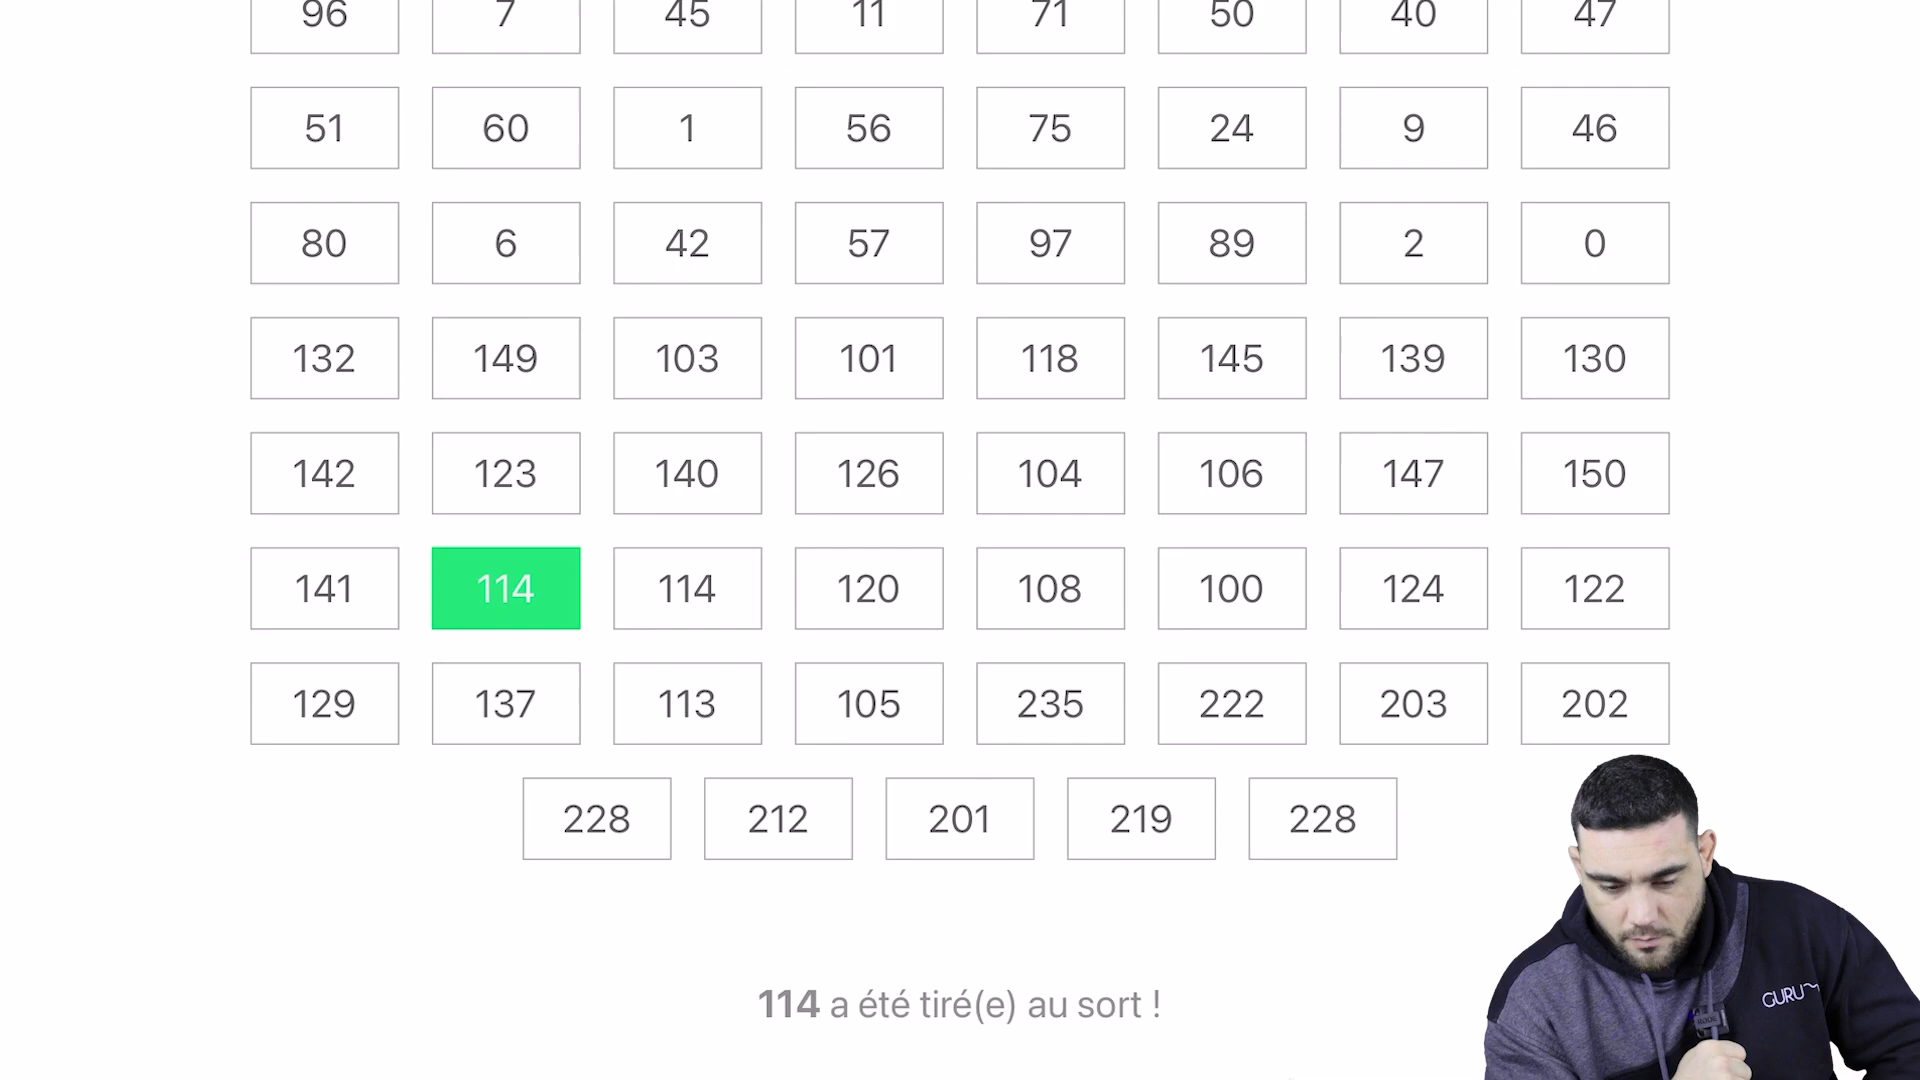 96 7 45 11 71 50 40 47
51 60 1 56 75 24 9 46
80 6 42 57 97 89 2 0
132 149 103 101 118 145 139 130
142 123 140 126 104 106 147 150
141 114 114 120 108 100 124 122
129 137 113 105 235 222 203 202
228 212 201 219 228
114 a été tiré(e) au sort !
GURU
RODE